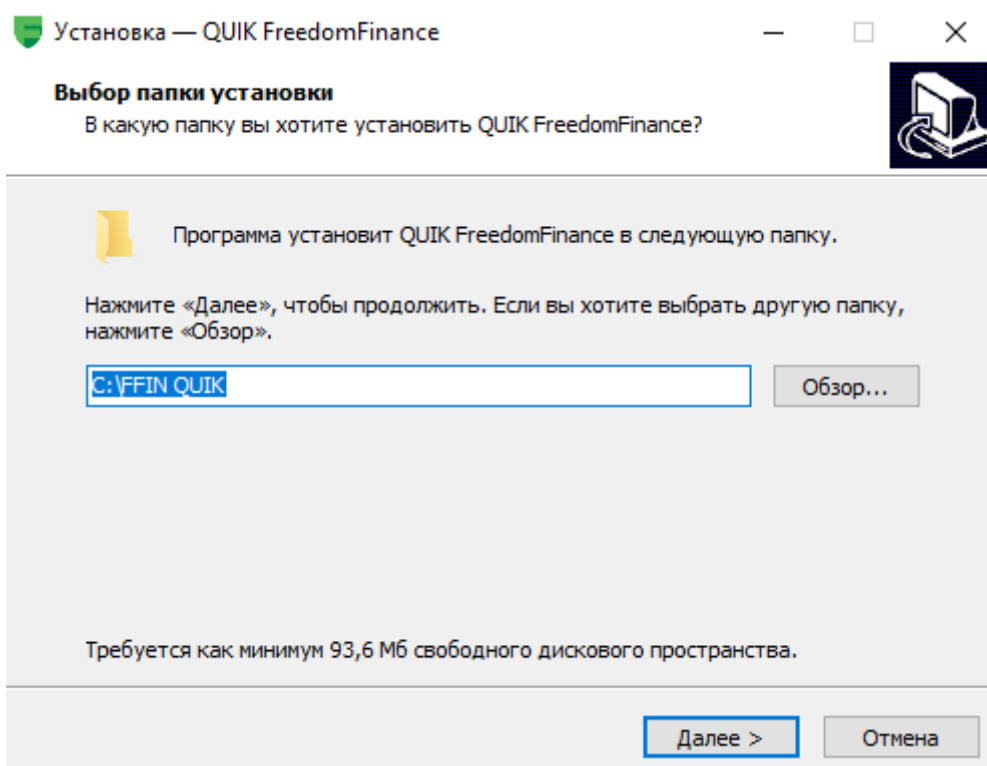 Установка — QUIK FreedomFinance
Выбор папки установки
В какую папку вы хотите установить QUIK FreedomFinance?
Программа установит QUIK FreedomFinance в следующую папку.
Нажмите «Далее», чтобы продолжить. Если вы хотите выбрать другую папку,
нажмите «Обзор».
C:\FFIN QUIK
Обзор...
Требуется как минимум 93,6 Мб свободного дискового пространства.
Далее >
Отмена